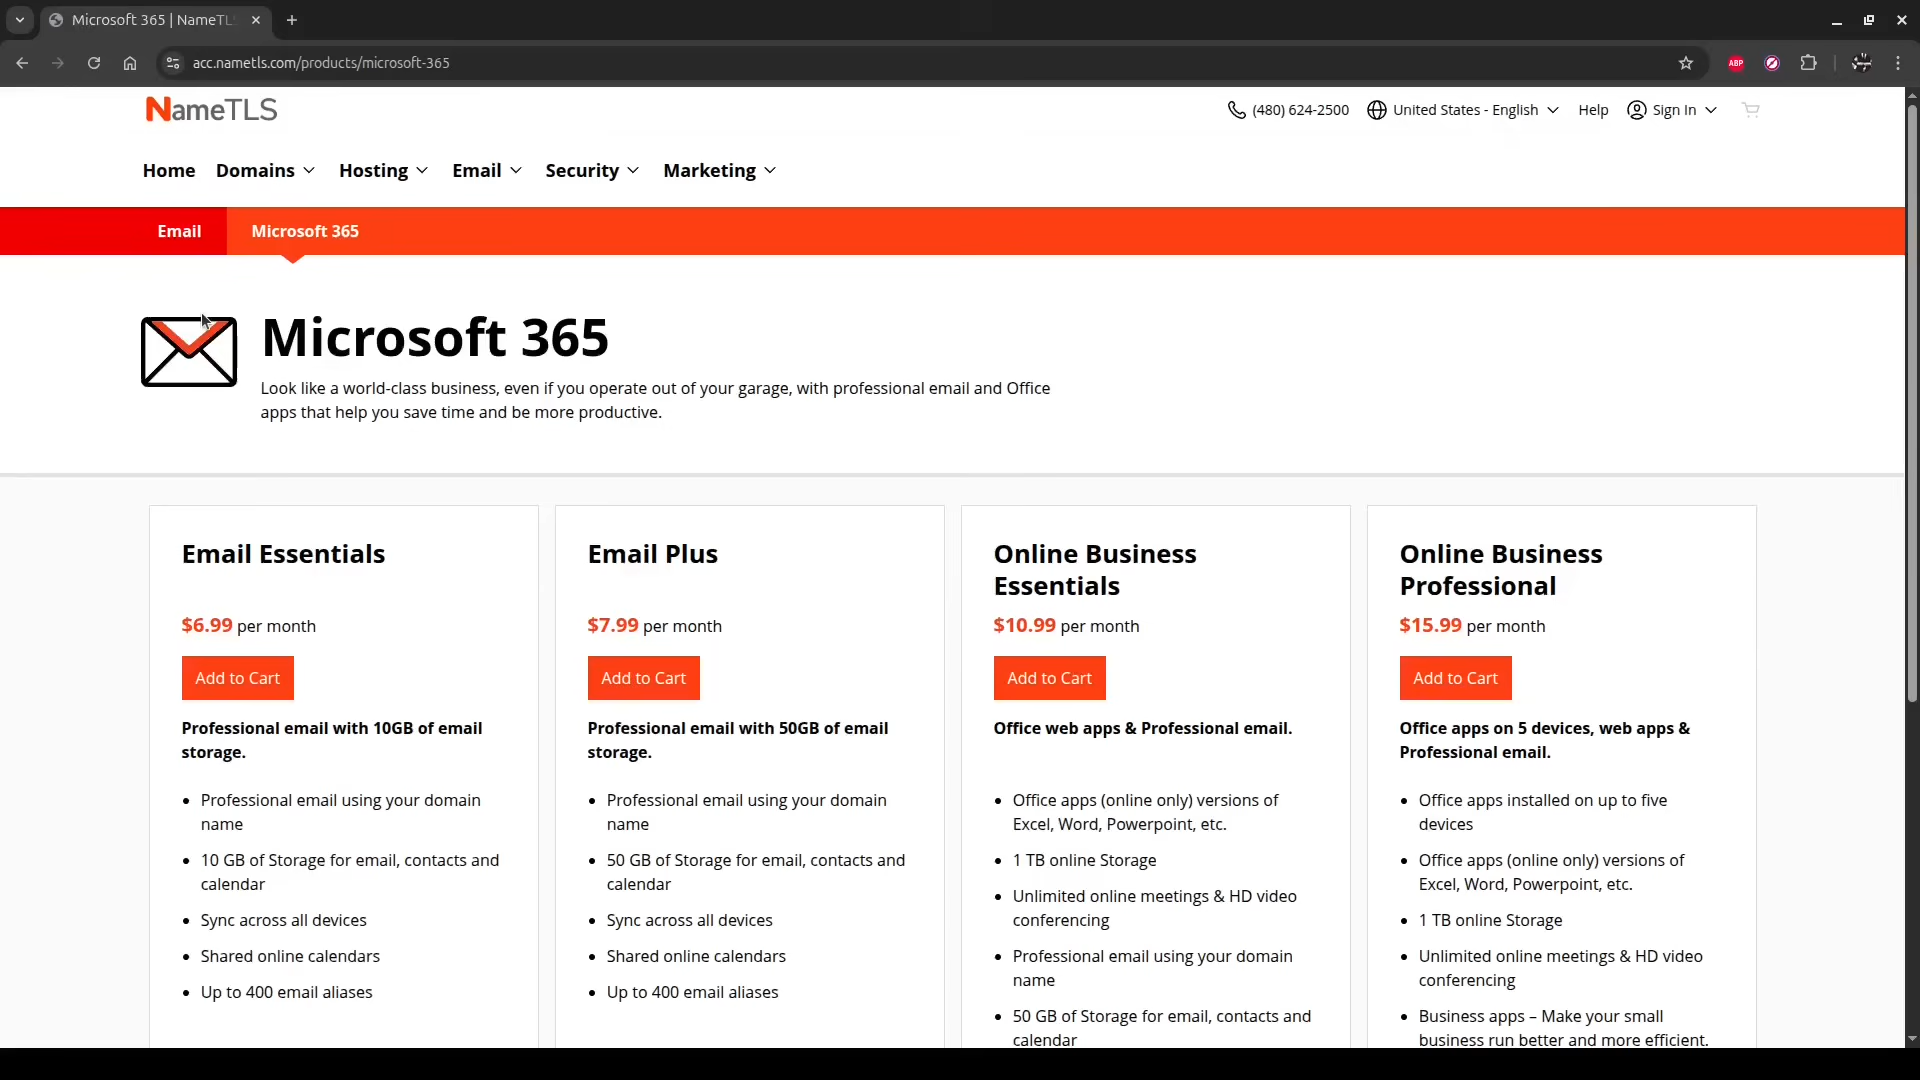 Microsoft 365 | NameTLS
acc.nametls.com/products/microsoft-365
ABP
NameTLS
(480) 624-2500
United States - English
Help
Sign In
Home
Domains
Hosting
Email
Security
Marketing
Email
Microsoft 365
Microsoft 365
Look like a world-class business, even if you operate out of your garage, with professional email and Office
apps that help you save time and be more productive.
Email Essentials
$6.99 per month
Add to Cart
Professional email with 10GB of email
storage.
• Professional email using your domain
name
• 10 GB of Storage for email, contacts and
calendar
• Sync across all devices
• Shared online calendars
• Up to 400 email aliases
Email Plus
$7.99 per month
Add to Cart
Professional email with 50GB of email
storage.
• Professional email using your domain
name
• 50 GB of Storage for email, contacts and
calendar
• Sync across all devices
• Shared online calendars
• Up to 400 email aliases
Online Business
Essentials
$10.99 per month
Add to Cart
Office web apps & Professional email.
• Office apps (online only) versions of
Excel, Word, Powerpoint, etc.
• 1 TB online Storage
• Unlimited online meetings & HD video
conferencing
• Professional email using your domain
name
• 50 GB of Storage for email, contacts and
calendar
Online Business
Professional
$15.99 per month
Add to Cart
Office apps on 5 devices, web apps &
Professional email.
• Office apps installed on up to five
devices
• Office apps (online only) versions of
Excel, Word, Powerpoint, etc.
• 1 TB online Storage
• Unlimited online meetings & HD video
conferencing
• Business apps – Make your small
business run better and more efficient.